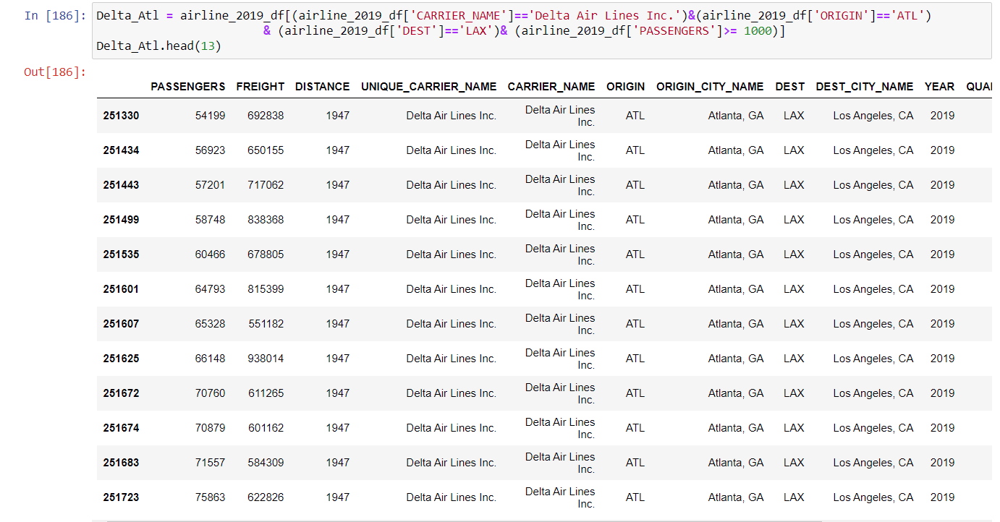 In [186]: Delta_Atl = airline_2019_df[(airline_2019_df['CARRIER_NAME']=='Delta Air Lines Inc.')&(airline_2019_df['ORIGIN']=='ATL')
& (airline_2019_df['DEST']=='LAX')& (airline_2019_df['PASSENGERS']>= 1000)]
Delta_Atl.head(13)
Out[186]:
PASSENGERS FREIGHT DISTANCE UNIQUE_CARRIER_NAME CARRIER_NAME ORIGIN ORIGIN_CITY_NAME DEST DEST_CITY_NAME YEAR QUAI
251330 54199 692838 1947 Delta Air Lines Inc. Delta Air Lines Inc. ATL Atlanta, GA LAX Los Angeles, CA 2019
251434 56923 650155 1947 Delta Air Lines Inc. Delta Air Lines Inc. ATL Atlanta, GA LAX Los Angeles, CA 2019
251443 57201 717062 1947 Delta Air Lines Inc. Delta Air Lines Inc. ATL Atlanta, GA LAX Los Angeles, CA 2019
251499 58748 838368 1947 Delta Air Lines Inc. Delta Air Lines Inc. ATL Atlanta, GA LAX Los Angeles, CA 2019
251535 60466 678805 1947 Delta Air Lines Inc. Delta Air Lines Inc. ATL Atlanta, GA LAX Los Angeles, CA 2019
251601 64793 815399 1947 Delta Air Lines Inc. Delta Air Lines Inc. ATL Atlanta, GA LAX Los Angeles, CA 2019
251607 65328 551182 1947 Delta Air Lines Inc. Delta Air Lines Inc. ATL Atlanta, GA LAX Los Angeles, CA 2019
251625 66148 938014 1947 Delta Air Lines Inc. Delta Air Lines Inc. ATL Atlanta, GA LAX Los Angeles, CA 2019
251672 70760 611265 1947 Delta Air Lines Inc. Delta Air Lines Inc. ATL Atlanta, GA LAX Los Angeles, CA 2019
251674 70879 601162 1947 Delta Air Lines Inc. Delta Air Lines Inc. ATL Atlanta, GA LAX Los Angeles, CA 2019
251683 71557 584309 1947 Delta Air Lines Inc. Delta Air Lines Inc. ATL Atlanta, GA LAX Los Angeles, CA 2019
251723 75863 622826 1947 Delta Air Lines Inc. Delta Air Lines Inc. ATL Atlanta, GA LAX Los Angeles, CA 2019